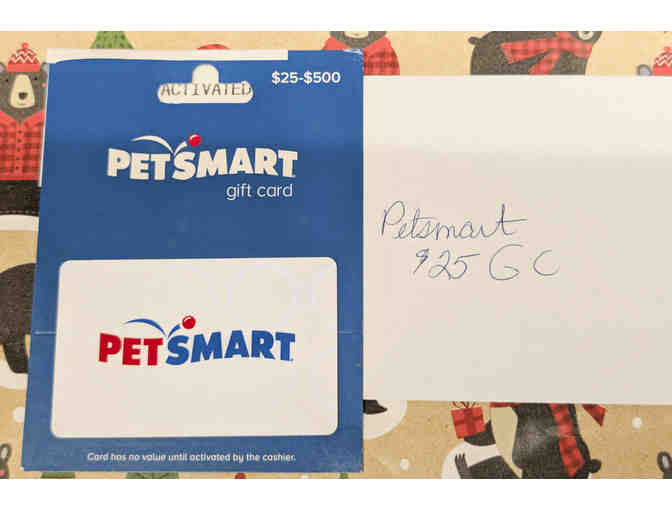 $25-$500
ACTIVATED
PETSMART
gift card
PETSMART
Card has no value until activated by the cashier.
Petsmart
$25 GC